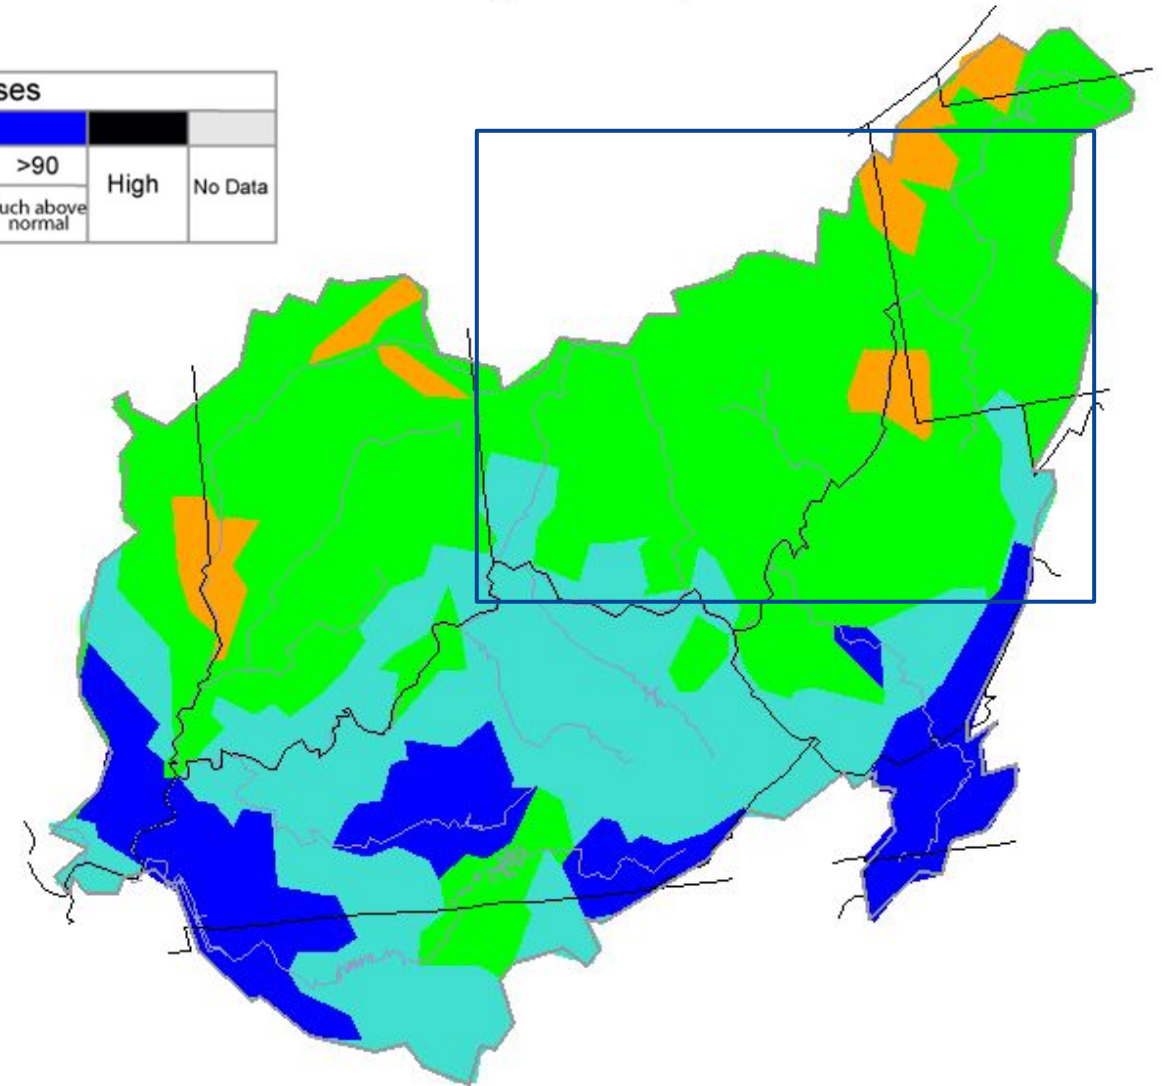 ses
>90
High
No Data
uch above
normal